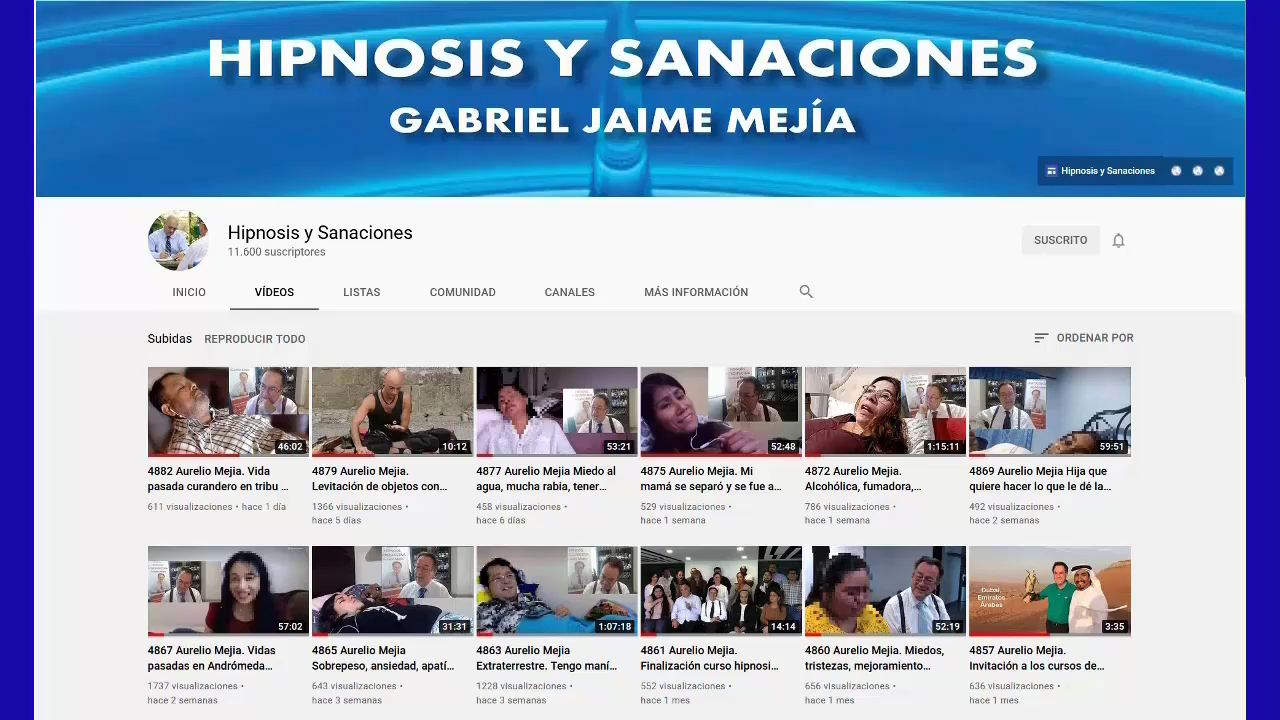 HIPNOSIS Y SANACIONES
GABRIEL JAIME MEJÍA
Hipnosis y Sanaciones
Hipnosis y Sanaciones
11.600 suscriptores
SUSCRITO
INICIO VÍDEOS LISTAS COMUNIDAD CANALES MÁS INFORMACIÓN
Subidas REPRODUCIR TODO ORDENAR POR
46:02 10:12 53:21 52:48 1:15:11 59:51
4882 Aurelio Mejia. Vida 4879 Aurelio Mejia. 4877 Aurelio Mejia Miedo al 4875 Aurelio Mejia. Mi 4872 Aurelio Mejia. 4869 Aurelio Mejia Hija que
pasada curandero en tribu ... Levitación de objetos con... agua, mucha rabia, tener... mamá se separó y se fue a... Alcohólica, fumadora,... quiere hacer lo que le dé la...
611 visualizaciones • hace 1 día 1366 visualizaciones • 458 visualizaciones • 529 visualizaciones • 786 visualizaciones • 492 visualizaciones •
hace 5 días hace 6 días hace 1 semana hace 1 semana hace 2 semanas
Dubai,
Emiratos
Árabes
57:02 31:31 1:07:18 14:14 52:19 3:35
4867 Aurelio Mejia. Vidas 4865 Aurelio Mejia 4863 Aurelio Mejia 4861 Aurelio Mejia. 4860 Aurelio Mejia. Miedos, 4857 Aurelio Mejia.
pasadas en Andrómeda... Sobrepeso, ansiedad, apatí... Extraterrestre. Tengo maní... Finalización curso hipnosi... tristezas, mejoramiento... Invitación a los cursos de...
1737 visualizaciones • 643 visualizaciones • 1228 visualizaciones • 552 visualizaciones • 656 visualizaciones • 636 visualizaciones •
hace 2 semanas hace 3 semanas hace 3 semanas hace 1 mes hace 1 mes hace 1 mes